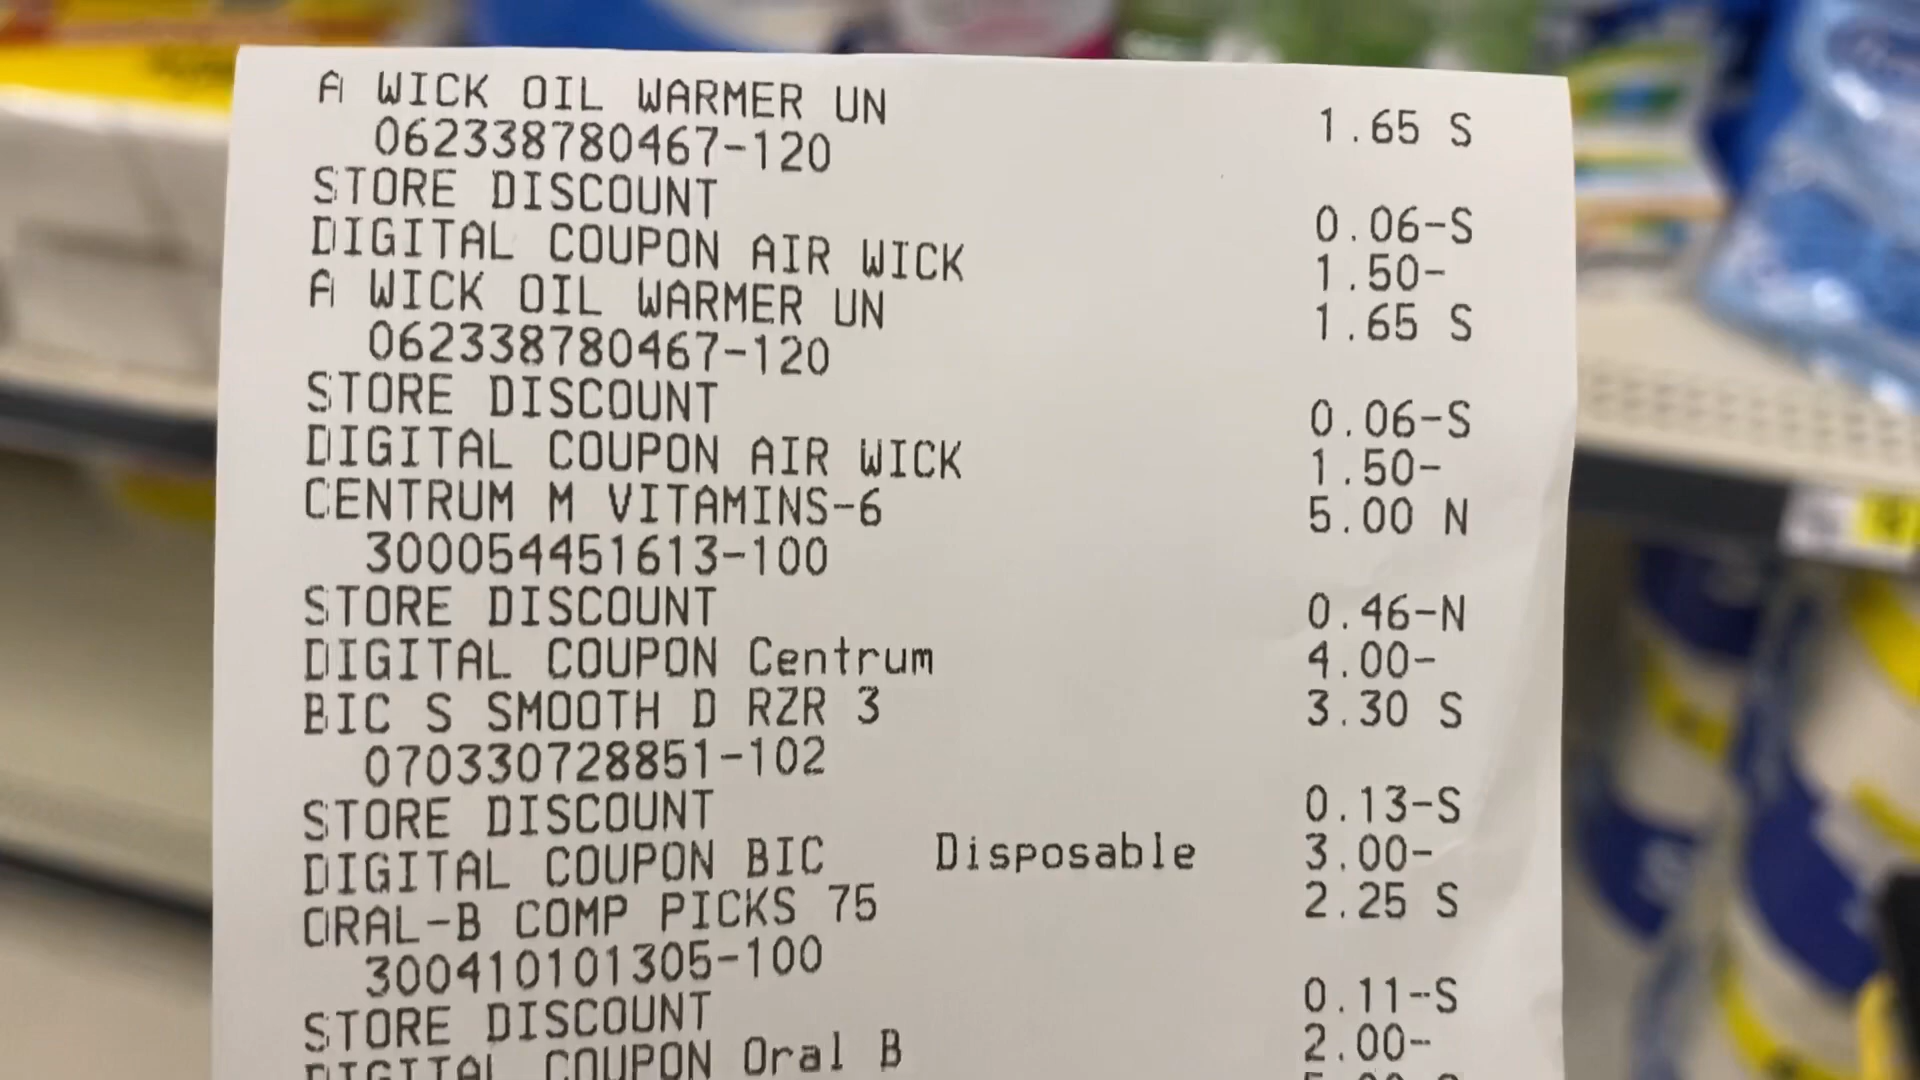 A WICK OIL WARMER UN 1.65 S
062338780467-120
STORE DISCOUNT 0.06-S
DIGITAL COUPON AIR WICK 1.50-
A WICK OIL WARMER UN 1.65 S
062338780467-120
STORE DISCOUNT 0.06-S
DIGITAL COUPON AIR WICK 1.50-
CENTRUM M VITAMINS-6 5.00 N
300054451613-100
STORE DISCOUNT 0.46-N
DIGITAL COUPON Centrum 4.00-
BIC S SMOOTH D RZR 3 3.30 S
070330728851-102
STORE DISCOUNT 0.13-S
DIGITAL COUPON BIC Disposable 3.00-
ORAL-B COMP PICKS 75 2.25 S
300410101305-100
STORE DISCOUNT 0.11-S
DIGITAL COUPON Oral B 2.00-